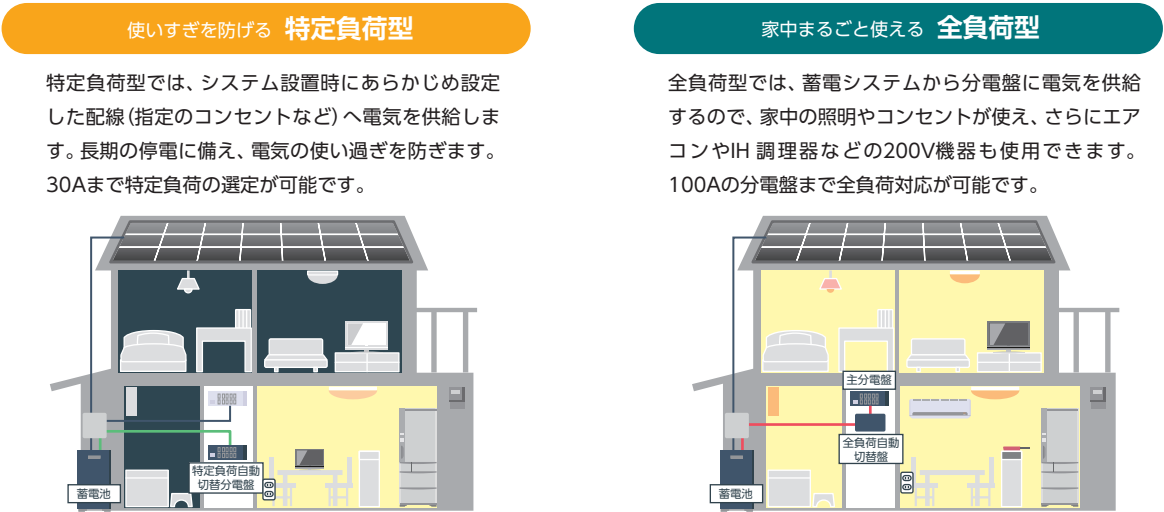 使いすぎを防げる 特定負荷型
特定負荷型では、システム設置時にあらかじめ設定
した配線(指定のコンセントなど)へ電気を供給しま
す。長期の停電に備え、電気の使い過ぎを防ぎます。
30Aまで特定負荷の選定が可能です。
特定負荷自動
切替分電盤
蓄電池
家中まるごと使える 全負荷型
全負荷型では、蓄電システムから分電盤に電気を供給
するので、家中の照明やコンセントが使え、さらにエア
コンやIH 調理器などの200V機器も使用できます。
100Aの分電盤まで全負荷対応が可能です。
主分電盤
全負荷自動
切替盤
蓄電池